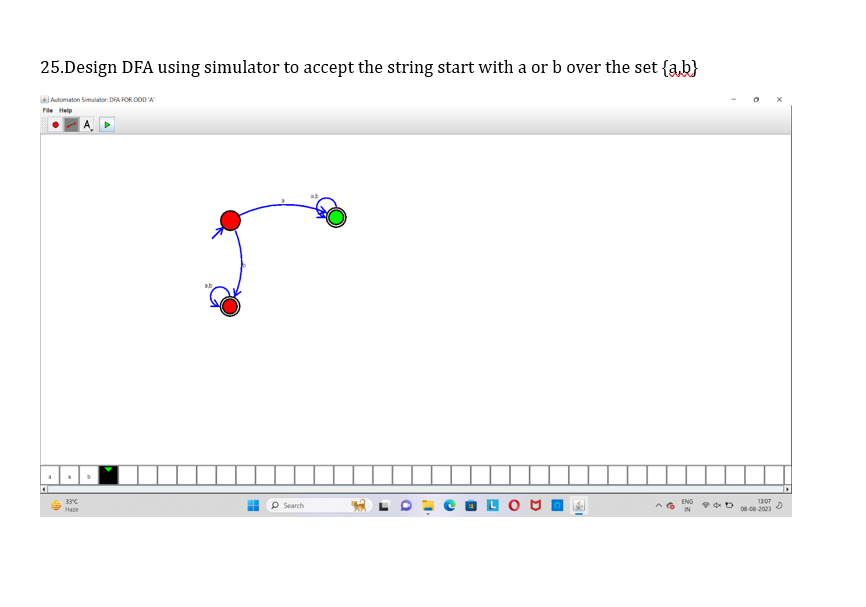 25.Design DFA using simulator to accept the string start with a or b over the set {a,b}
Automaton Simulator: DFA FOR ODD 'A'
File Help
A
a,b
a
b
a,b
a a b
33°C
Haze
Search
ENG
IN
13:07
08-08-2023